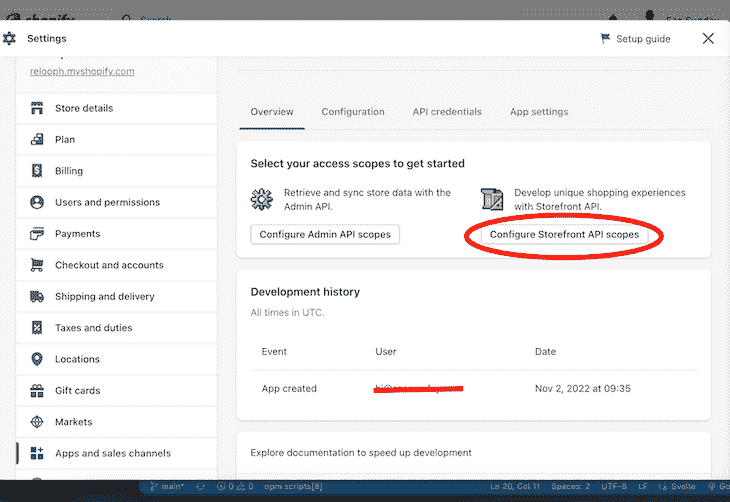 shopify
Search
Settings
Setup guide
relooph.myshopify.com
Store details
Plan
Billing
Users and permissions
Payments
Checkout and accounts
Shipping and delivery
Taxes and duties
Locations
Gift cards
Markets
Apps and sales channels
Overview
Configuration
API credentials
App settings
Select your access scopes to get started
Retrieve and sync store data with the
Admin API.
Configure Admin API scopes
Develop unique shopping experiences
with Storefront API.
Configure Storefront API scopes
Development history
All times in UTC.
Event
User
Date
App created
Nov 2, 2022 at 09:35
Explore documentation to speed up development
main*
0
0
npm scripts[8]
Ln 20, Col 11
Spaces: 2
UTF-8
LF
Svelte
Go